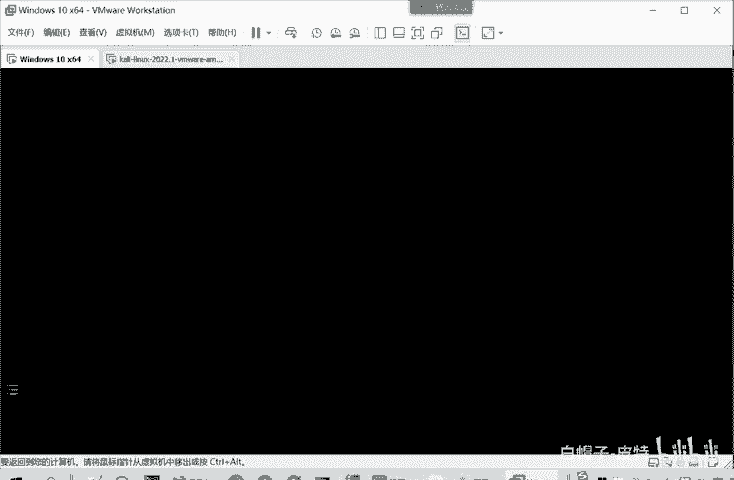 Windows 10 x64 - VMware Workstation
文件(F) 编辑(E) 查看(V) 虚拟机(M) 选项卡(T) 帮助(H)
Windows 10 x64 kali-linux-2022.1-vmware-am...
白帽子-皮特
要返回到您的计算机，请将鼠标指针从虚拟机中移出或按 Ctrl+Alt。